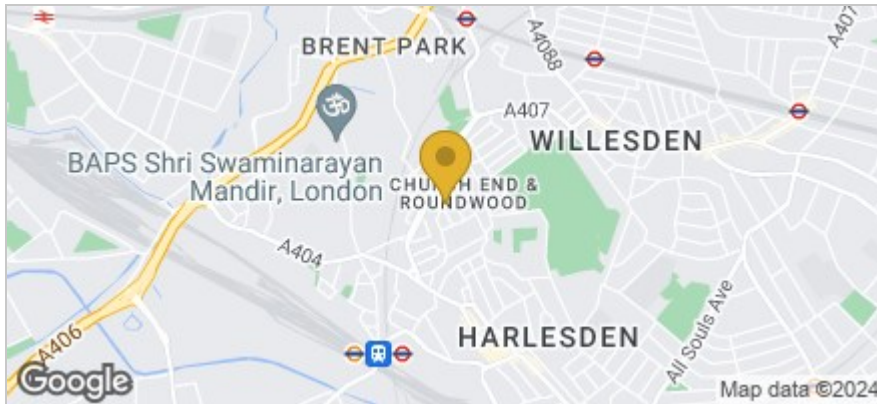 A407
A4088
BRENT PARK
A407
WILLESDEN
BAPS Shri Swaminarayan
Mandir, London
CHURCH END &
ROUNDWOOD
A404
All Souls Ave
HARLESDEN
A406
Google
Map data ©2024